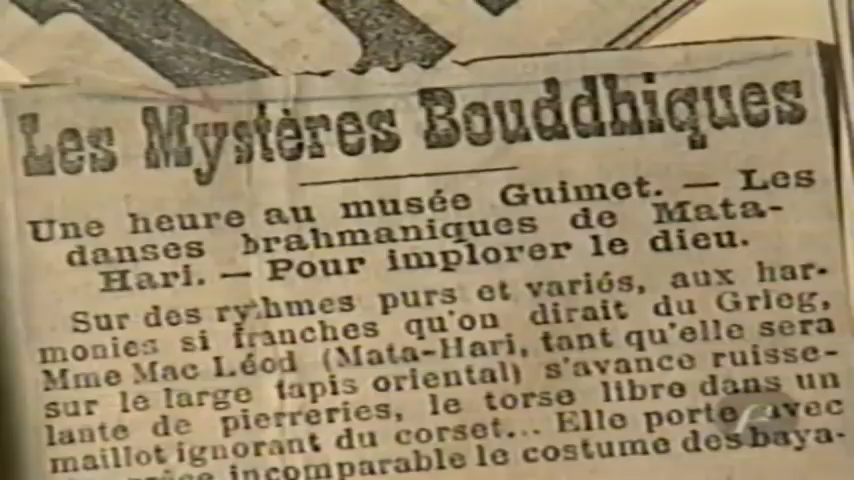 Les Mystères Bouddhiques
Une heure au musée Guimet. — Les
danses brahmaniques de Mata-
Hari. — Pour implorer le dieu.
Sur des rythmes purs et variés, aux har-
monies si franches qu'on dirait du Grieg,
Mme Mac Léod (Mata-Hari, tant qu'elle sera
sur le large tapis oriental) s'avance ruisse-
lante de pierreries, le torse libre dans un
maillot ignorant du corset... Elle porte avec
incomparable le costume des baya-